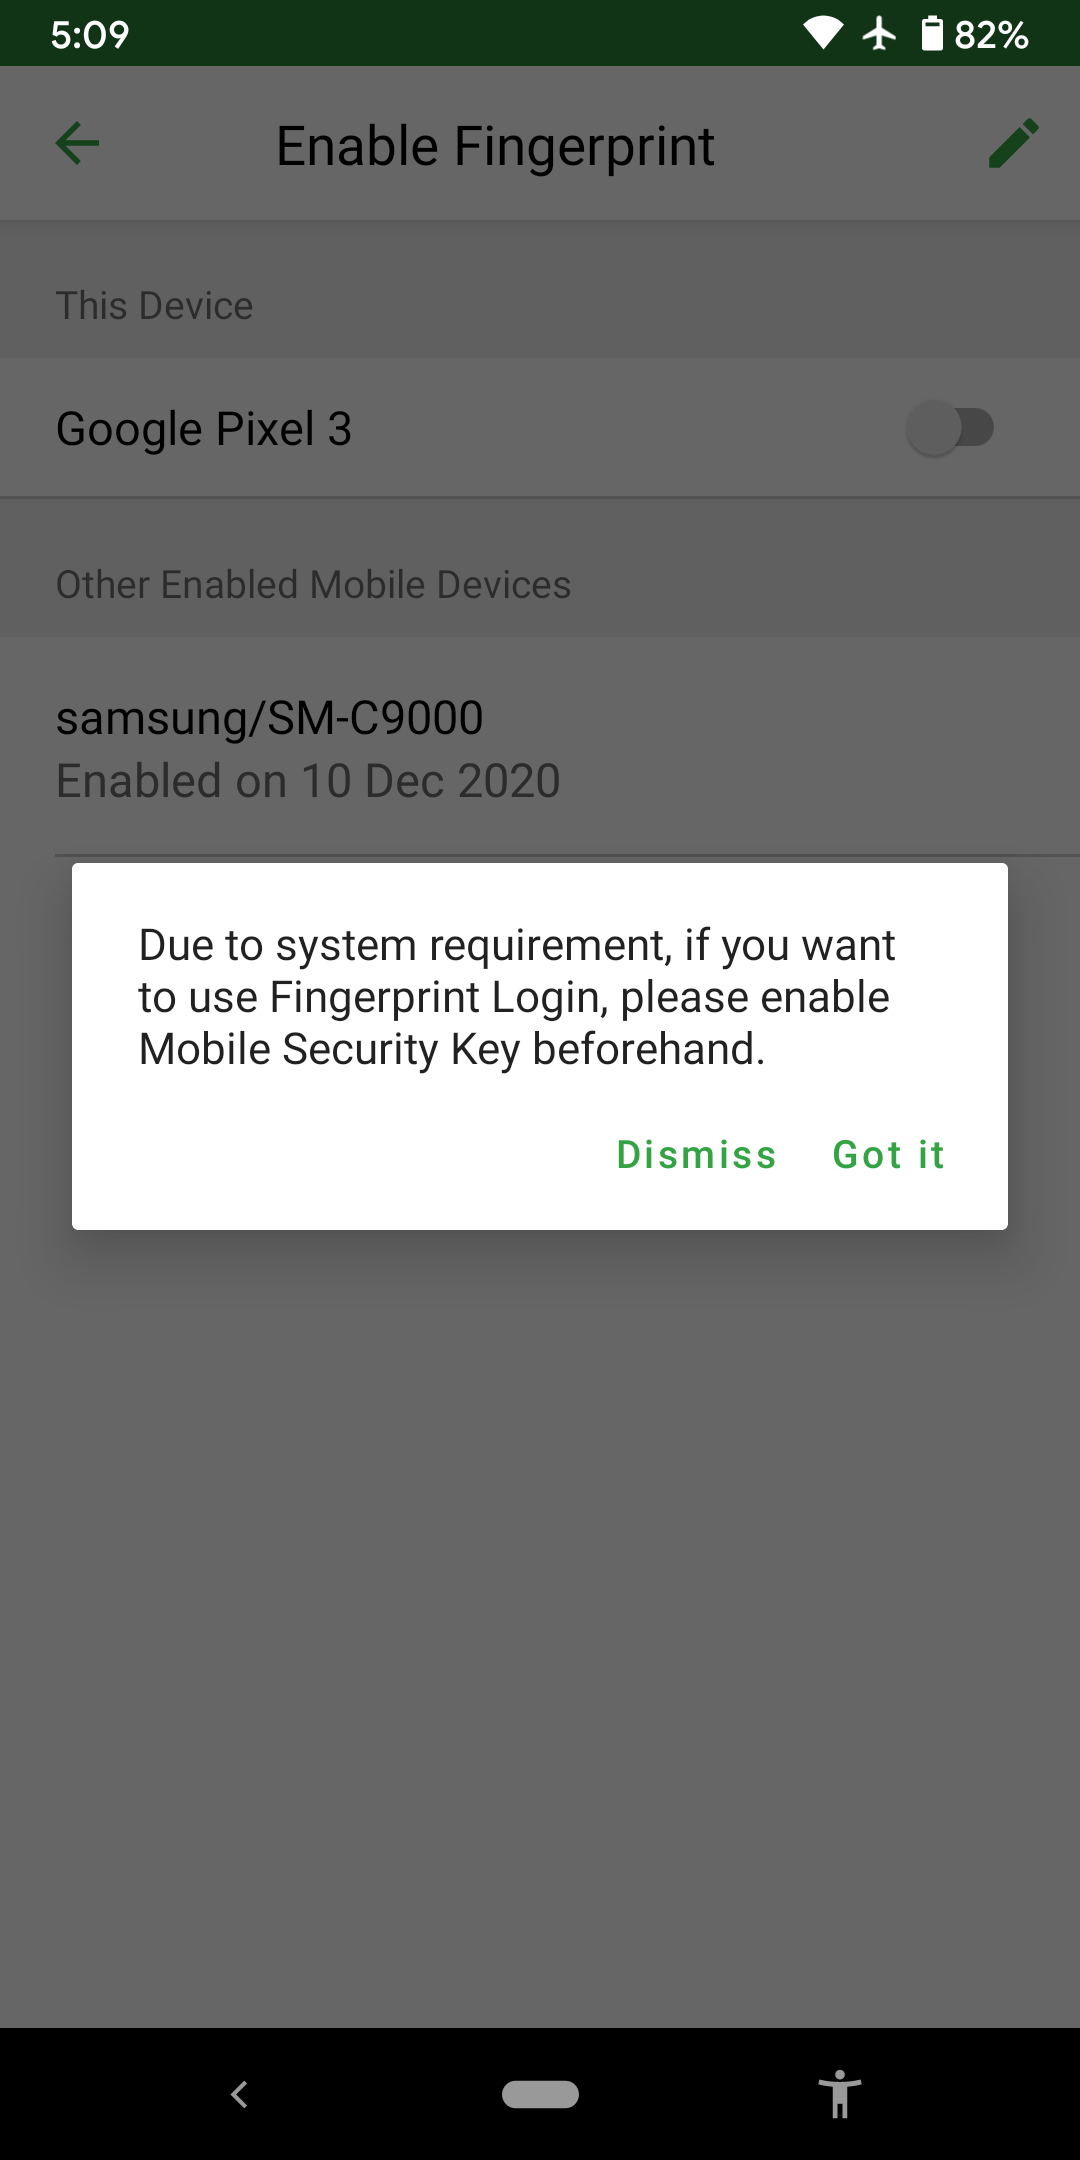 5:09
82%
Enable Fingerprint
This Device
Google Pixel 3
Other Enabled Mobile Devices
samsung/SM-C9000
Enabled on 10 Dec 2020
Due to system requirement, if you want
to use Fingerprint Login, please enable
Mobile Security Key beforehand.
Dismiss
Got it